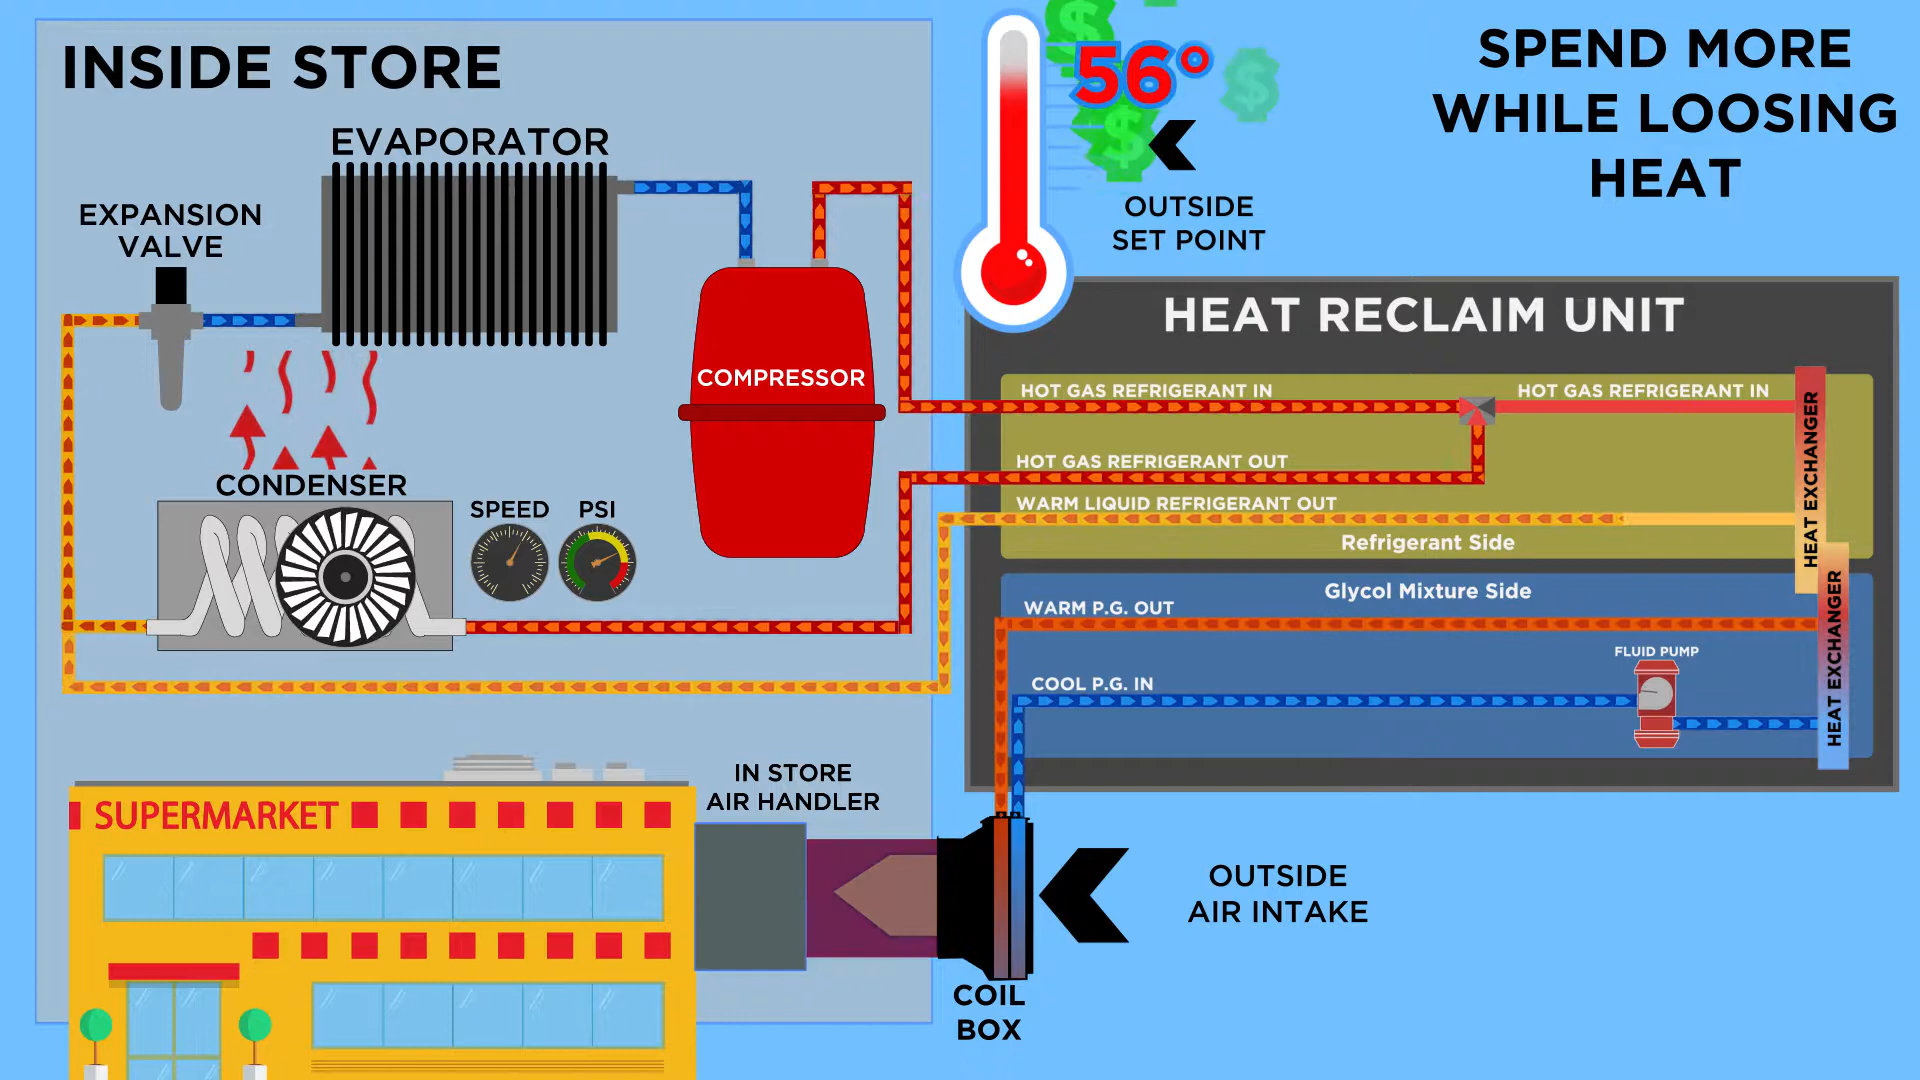 INSIDE STORE
EVAPORATOR
EXPANSION
VALVE
COMPRESSOR
CONDENSER
SPEED
PSI
56°
OUTSIDE
SET POINT
SPEND MORE
WHILE LOOSING
HEAT
HEAT RECLAIM UNIT
HOT GAS REFRIGERANT IN
HOT GAS REFRIGERANT IN
HOT GAS REFRIGERANT OUT
WARM LIQUID REFRIGERANT OUT
Refrigerant Side
HEAT EXCHANGER
Glycol Mixture Side
WARM P.G. OUT
FLUID PUMP
COOL P.G. IN
HEAT EXCHANGER
IN STORE
AIR HANDLER
SUPERMARKET
OUTSIDE
AIR INTAKE
COIL
BOX
$
$
$